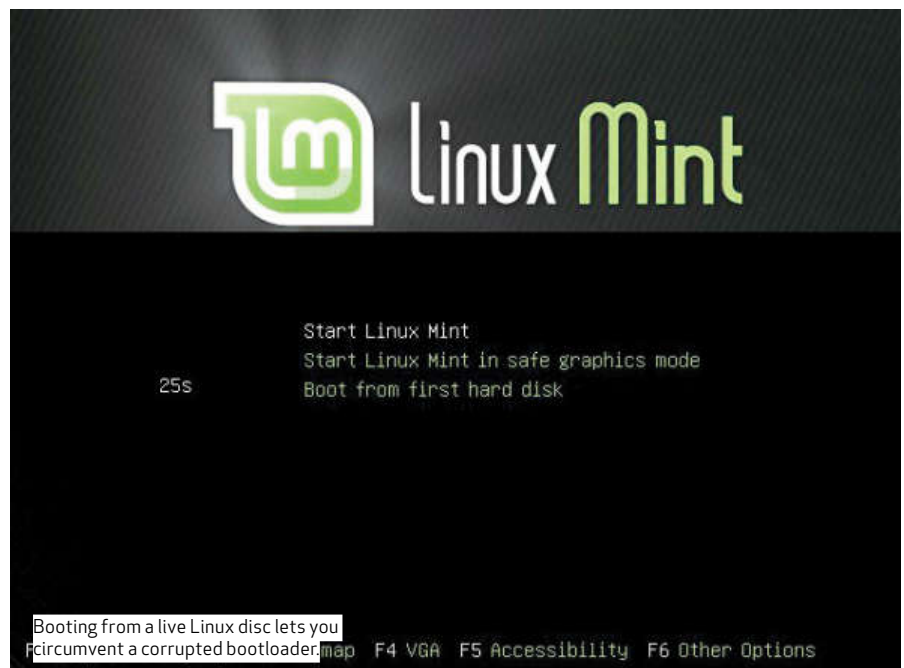 lm Linux Mint
Start Linux Mint
Start Linux Mint in safe graphics mode
25s
Boot from first hard disk
Booting from a live Linux disc lets you
circumvent a corrupted bootloader.
map F4 VGA F5 Accessibility F6 Other Options